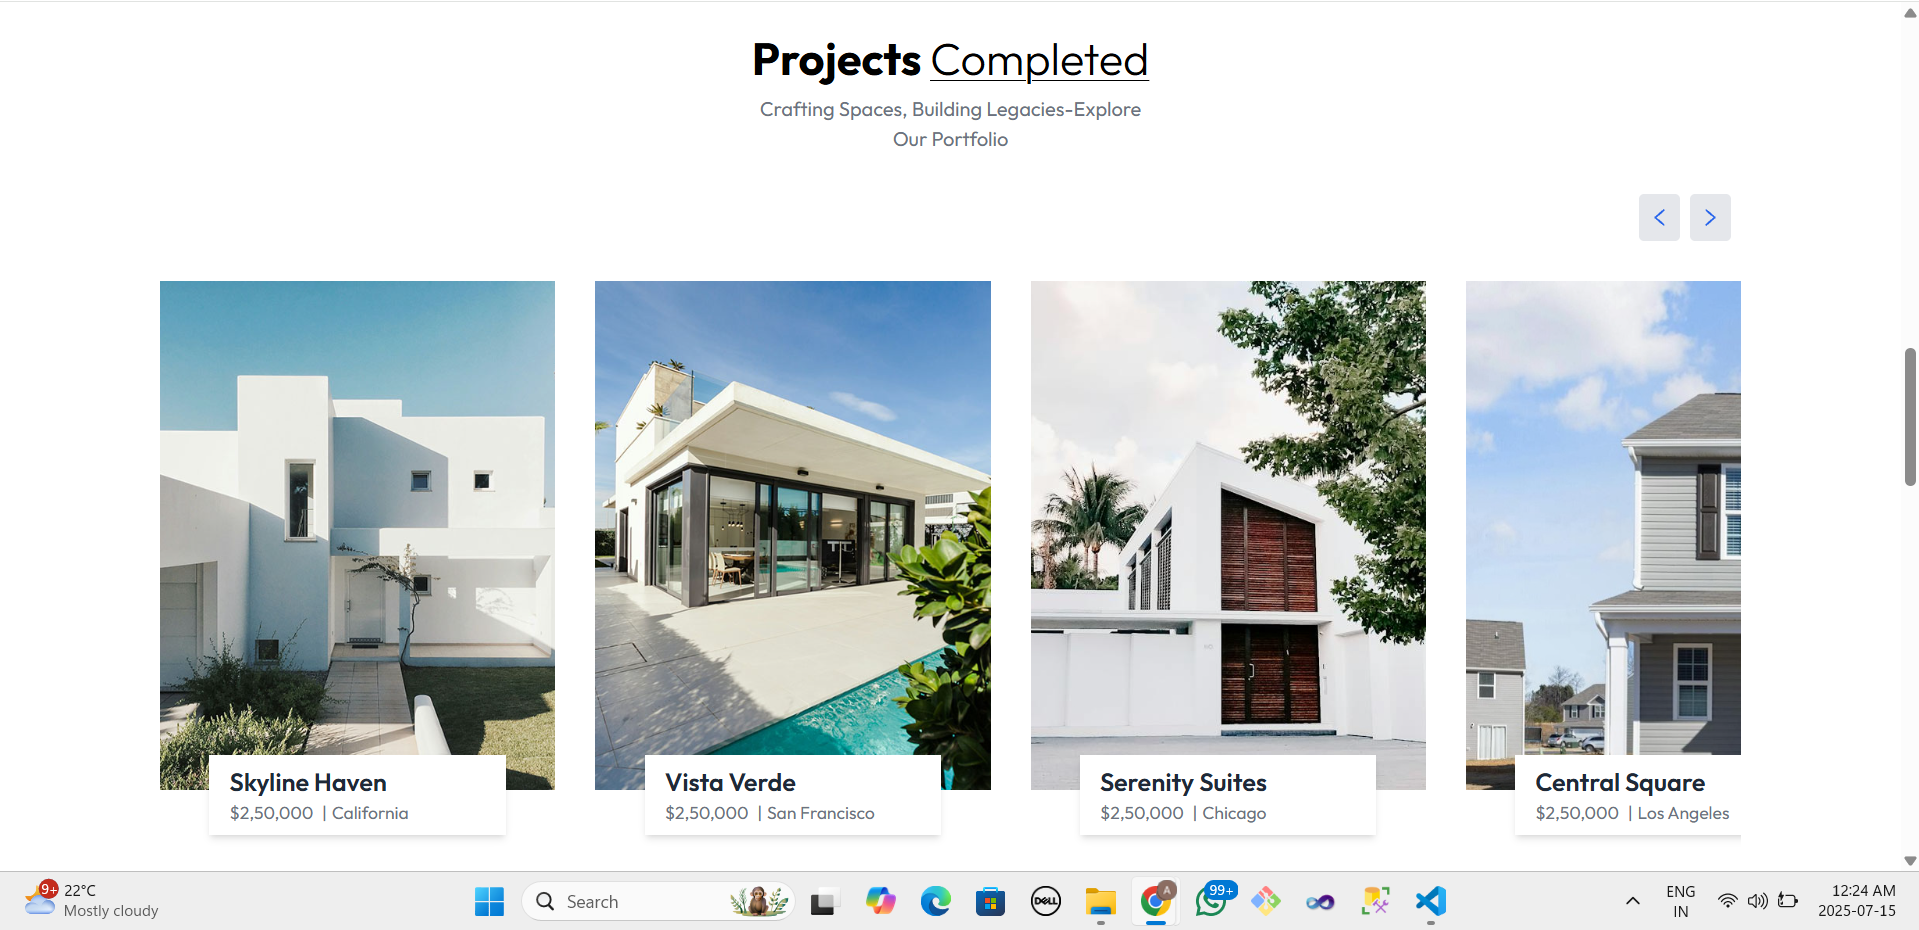 Projects Completed
Crafting Spaces, Building Legacies-Explore
Our Portfolio
Skyline Haven
$2,50,000 | California
Vista Verde
$2,50,000 | San Francisco
Serenity Suites
$2,50,000 | Chicago
Central Square
$2,50,000 | Los Angeles
9+
22°C
Mostly cloudy
Search
DELL
A
99+
ENG
IN
12:24 AM
2025-07-15